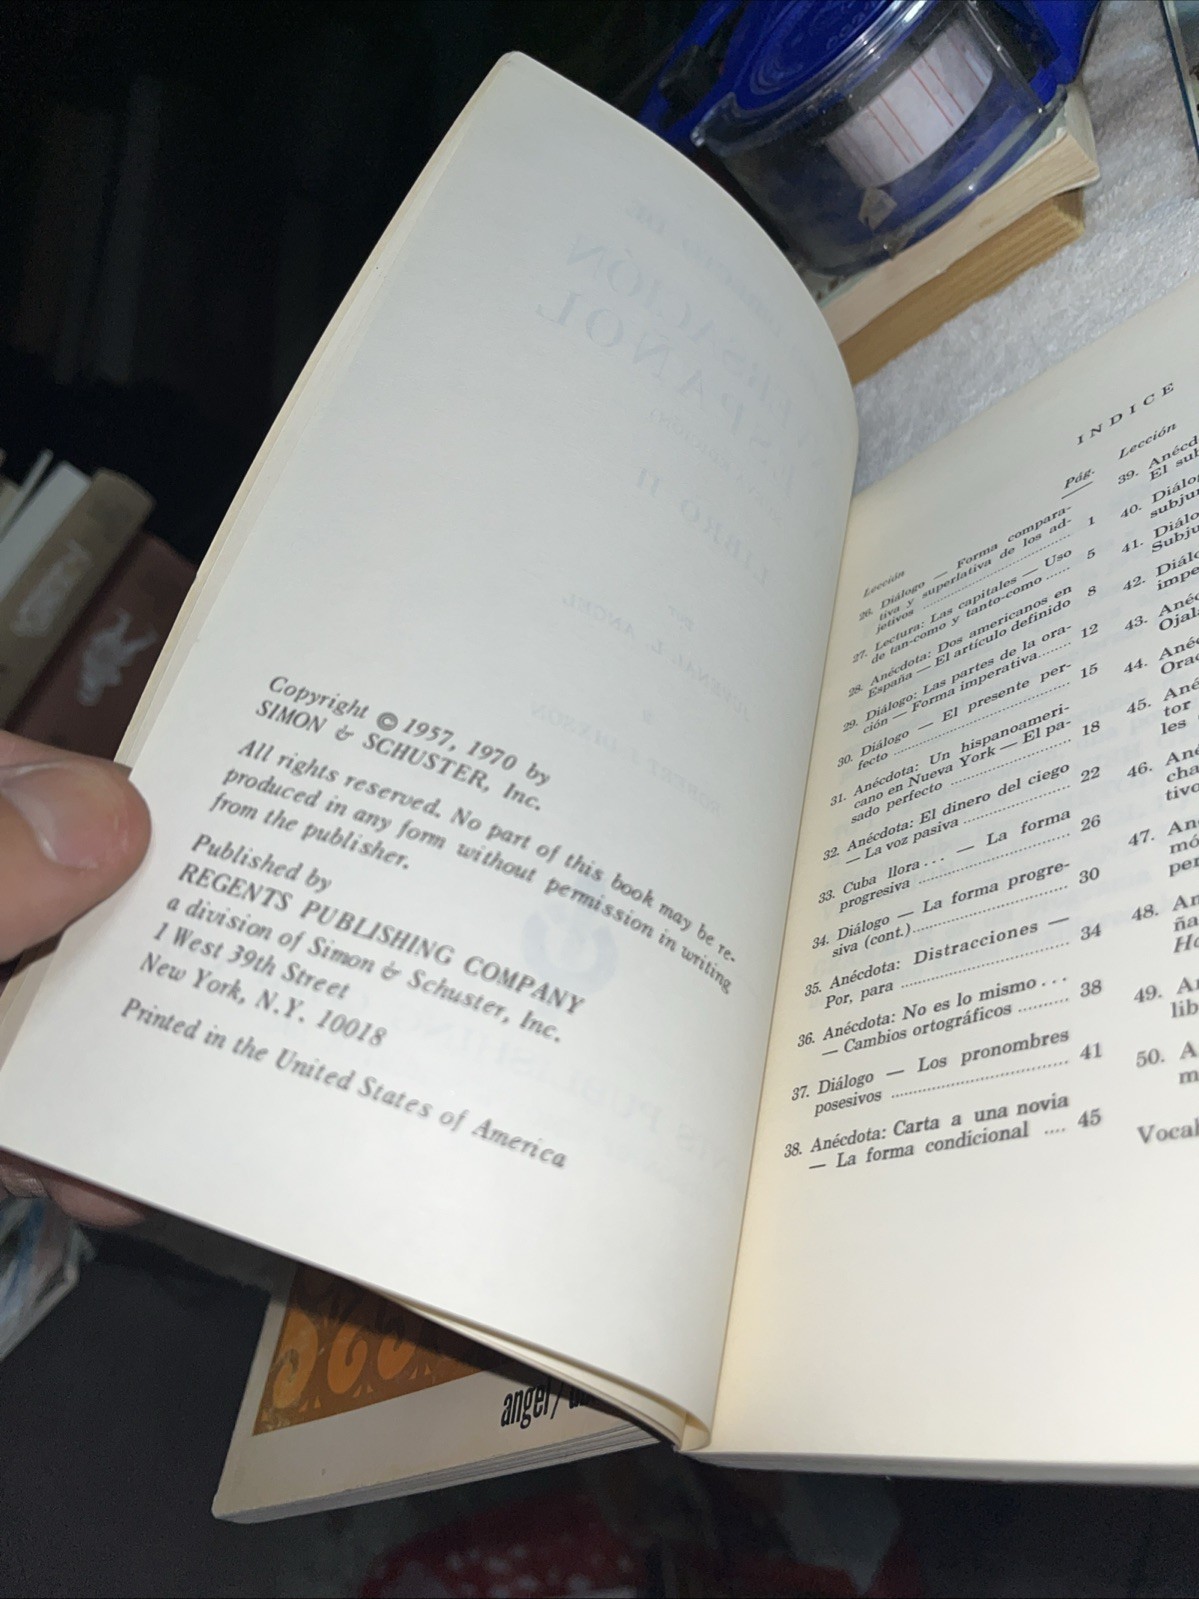 Copyright © 1957, 1970 by
SIMON & SCHUSTER, Inc.
All rights reserved. No part of this book may be re-
produced in any form without permission in writing
from the publisher.
Published by
REGENTS PUBLISHING COMPANY
a division of Simon & Schuster, Inc.
1 West 39th Street
New York, N.Y. 10018
Printed in the United States of America
INDICE
Lección Pág.
26. Diálogo — Forma compara-
tiva y superlativa de los ad-
jetivos .................... 1
27. Lectura: Las capitales — Uso
de tan-como y tanto-como ...... 5
28. Anécdota: Dos americanos en
España — El artículo definido 8
29. Diálogo: Las partes de la ora-
ción — Forma imperativa....... 12
30. Diálogo — El presente per-
fecto .................... 15
31. Anécdota: Un hispanoameri-
cano en Nueva York — El pa-
sado perfecto .................... 18
32. Anécdota: El dinero del ciego
— La voz pasiva .................... 22
33. Cuba llora... — La forma
progresiva .................... 26
34. Diálogo — La forma progre-
siva (cont.).................... 30
35. Anécdota: Distracciones —
Por, para .................... 34
36. Anécdota: No es lo mismo...
— Cambios ortográficos .......... 38
37. Diálogo — Los pronombres
posesivos .................... 41
38. Anécdota: Carta a una novia
— La forma condicional .... 45
Lección
39.
El
40.
41.
42.
43.
44.
45.
tor
les
46.
47.
48.
49.
50.
angel /